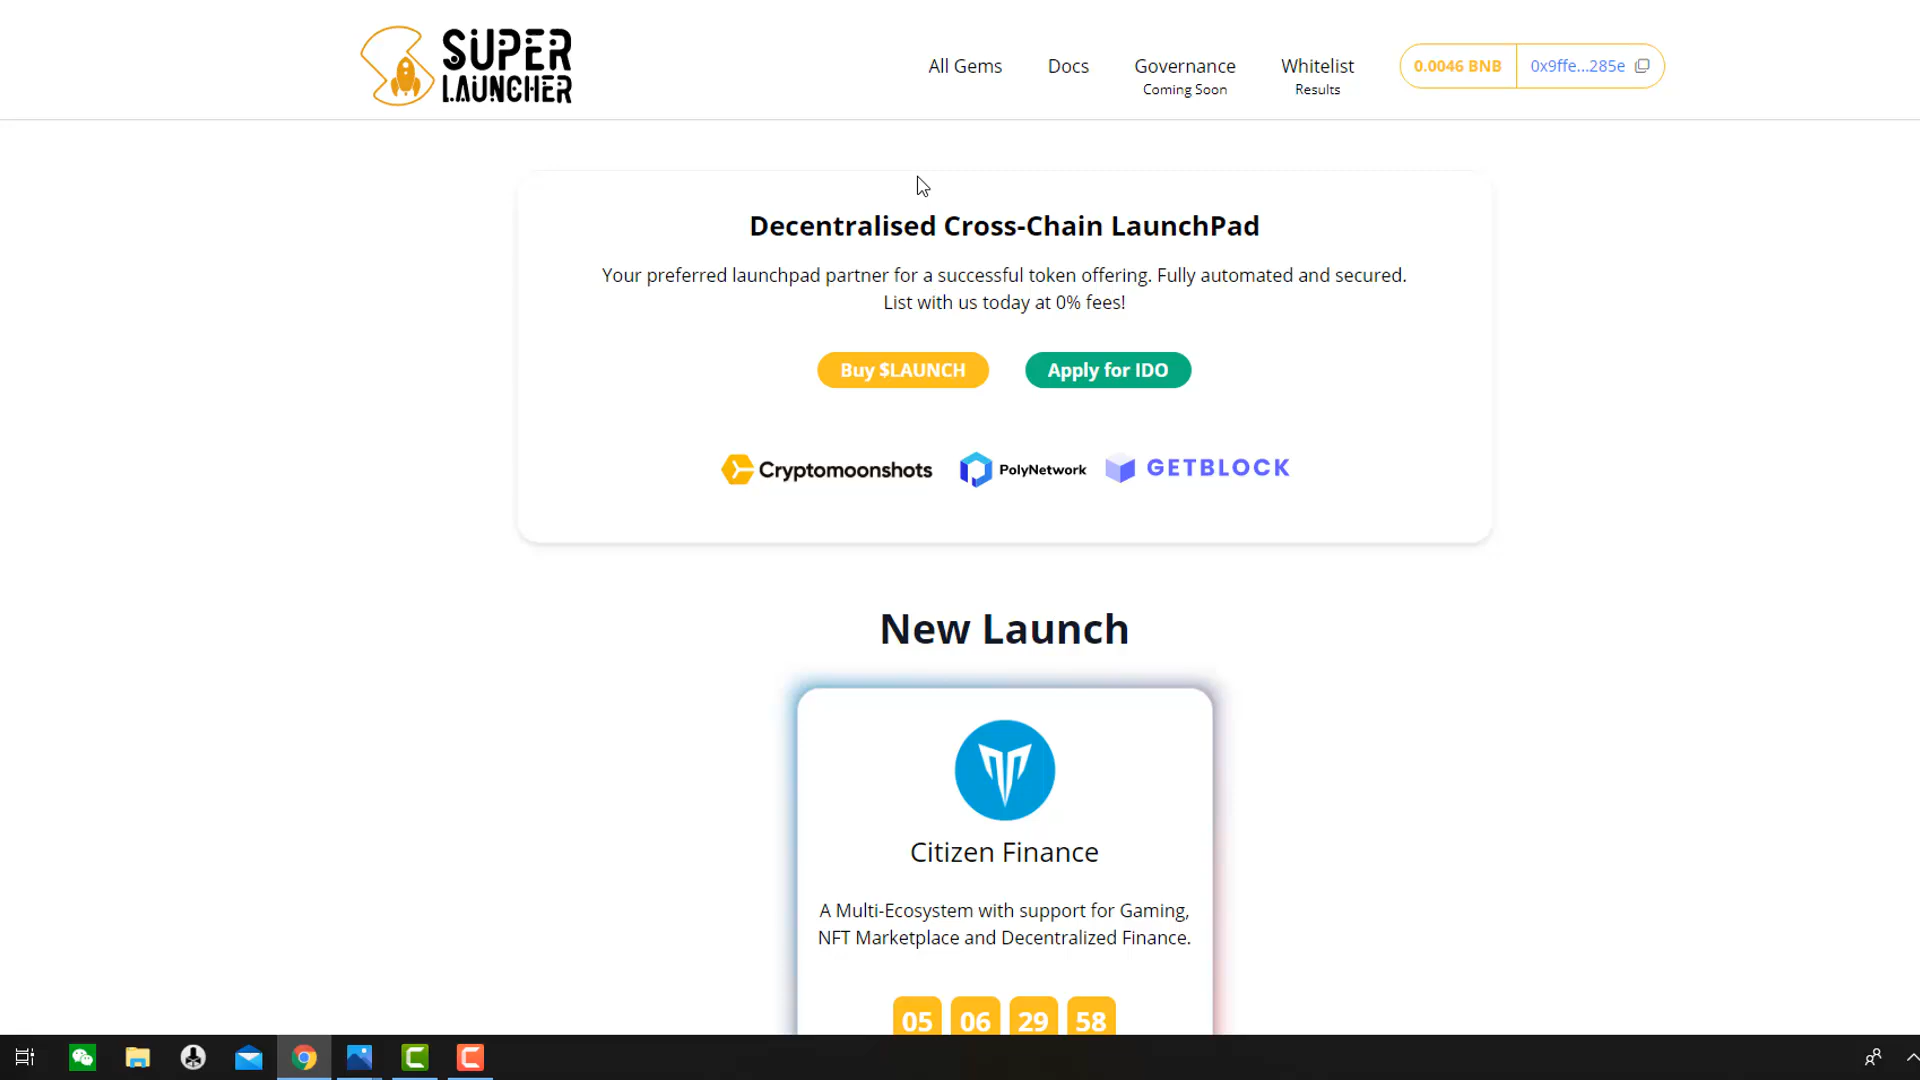 SUPER
LAUNCHER
All Gems
Docs
Governance
Coming Soon
Whitelist
Results
0.0046 BNB
0x9ffe...285e
Decentralised Cross-Chain LaunchPad
Your preferred launchpad partner for a successful token offering. Fully automated and secured.
List with us today at 0% fees!
Buy $LAUNCH
Apply for IDO
Cryptomoonshots
PolyNetwork
GETBLOCK
New Launch
Citizen Finance
A Multi-Ecosystem with support for Gaming,
NFT Marketplace and Decentralized Finance.
05 06 29 58